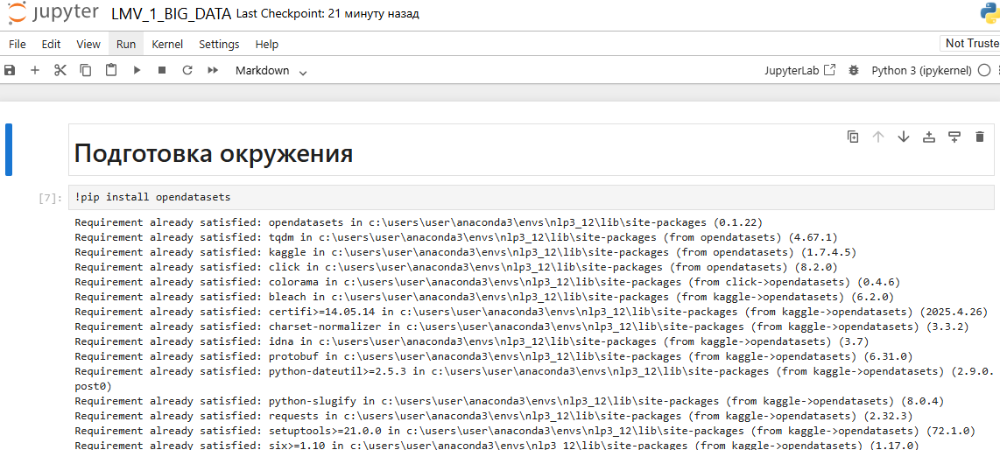 jupyter LMV_1_BIG_DATA Last Checkpoint: 21 минуту назад
File Edit View Run Kernel Settings Help
Not Truste
Markdown
JupyterLab
Python 3 (ipykernel)
Подготовка окружения
[7]: !pip install opendatasets
Requirement already satisfied: opendatasets in c:\users\user\anaconda3\envs\nlp3_12\lib\site-packages (0.1.22)
Requirement already satisfied: tqdm in c:\users\user\anaconda3\envs\nlp3_12\lib\site-packages (from opendatasets) (4.67.1)
Requirement already satisfied: kaggle in c:\users\user\anaconda3\envs\nlp3_12\lib\site-packages (from opendatasets) (1.7.4.5)
Requirement already satisfied: click in c:\users\user\anaconda3\envs\nlp3_12\lib\site-packages (from opendatasets) (8.2.0)
Requirement already satisfied: colorama in c:\users\user\anaconda3\envs\nlp3_12\lib\site-packages (from click->opendatasets) (0.4.6)
Requirement already satisfied: bleach in c:\users\user\anaconda3\envs\nlp3_12\lib\site-packages (from kaggle->opendatasets) (6.2.0)
Requirement already satisfied: certifi>=14.05.14 in c:\users\user\anaconda3\envs\nlp3_12\lib\site-packages (from kaggle->opendatasets) (2025.4.26)
Requirement already satisfied: charset-normalizer in c:\users\user\anaconda3\envs\nlp3_12\lib\site-packages (from kaggle->opendatasets) (3.3.2)
Requirement already satisfied: idna in c:\users\user\anaconda3\envs\nlp3_12\lib\site-packages (from kaggle->opendatasets) (3.7)
Requirement already satisfied: protobuf in c:\users\user\anaconda3\envs\nlp3_12\lib\site-packages (from kaggle->opendatasets) (6.31.0)
Requirement already satisfied: python-dateutil>=2.5.3 in c:\users\user\anaconda3\envs\nlp3_12\lib\site-packages (from kaggle->opendatasets) (2.9.0.
post0)
Requirement already satisfied: python-slugify in c:\users\user\anaconda3\envs\nlp3_12\lib\site-packages (from kaggle->opendatasets) (8.0.4)
Requirement already satisfied: requests in c:\users\user\anaconda3\envs\nlp3_12\lib\site-packages (from kaggle->opendatasets) (2.32.3)
Requirement already satisfied: setuptools>=21.0.0 in c:\users\user\anaconda3\envs\nlp3_12\lib\site-packages (from kaggle->opendatasets) (72.1.0)
Requirement already satisfied: six>=1.10 in c:\users\user\anaconda3\envs\nlp3_12\lib\site-packages (from kaggle->opendatasets) (1.17.0)